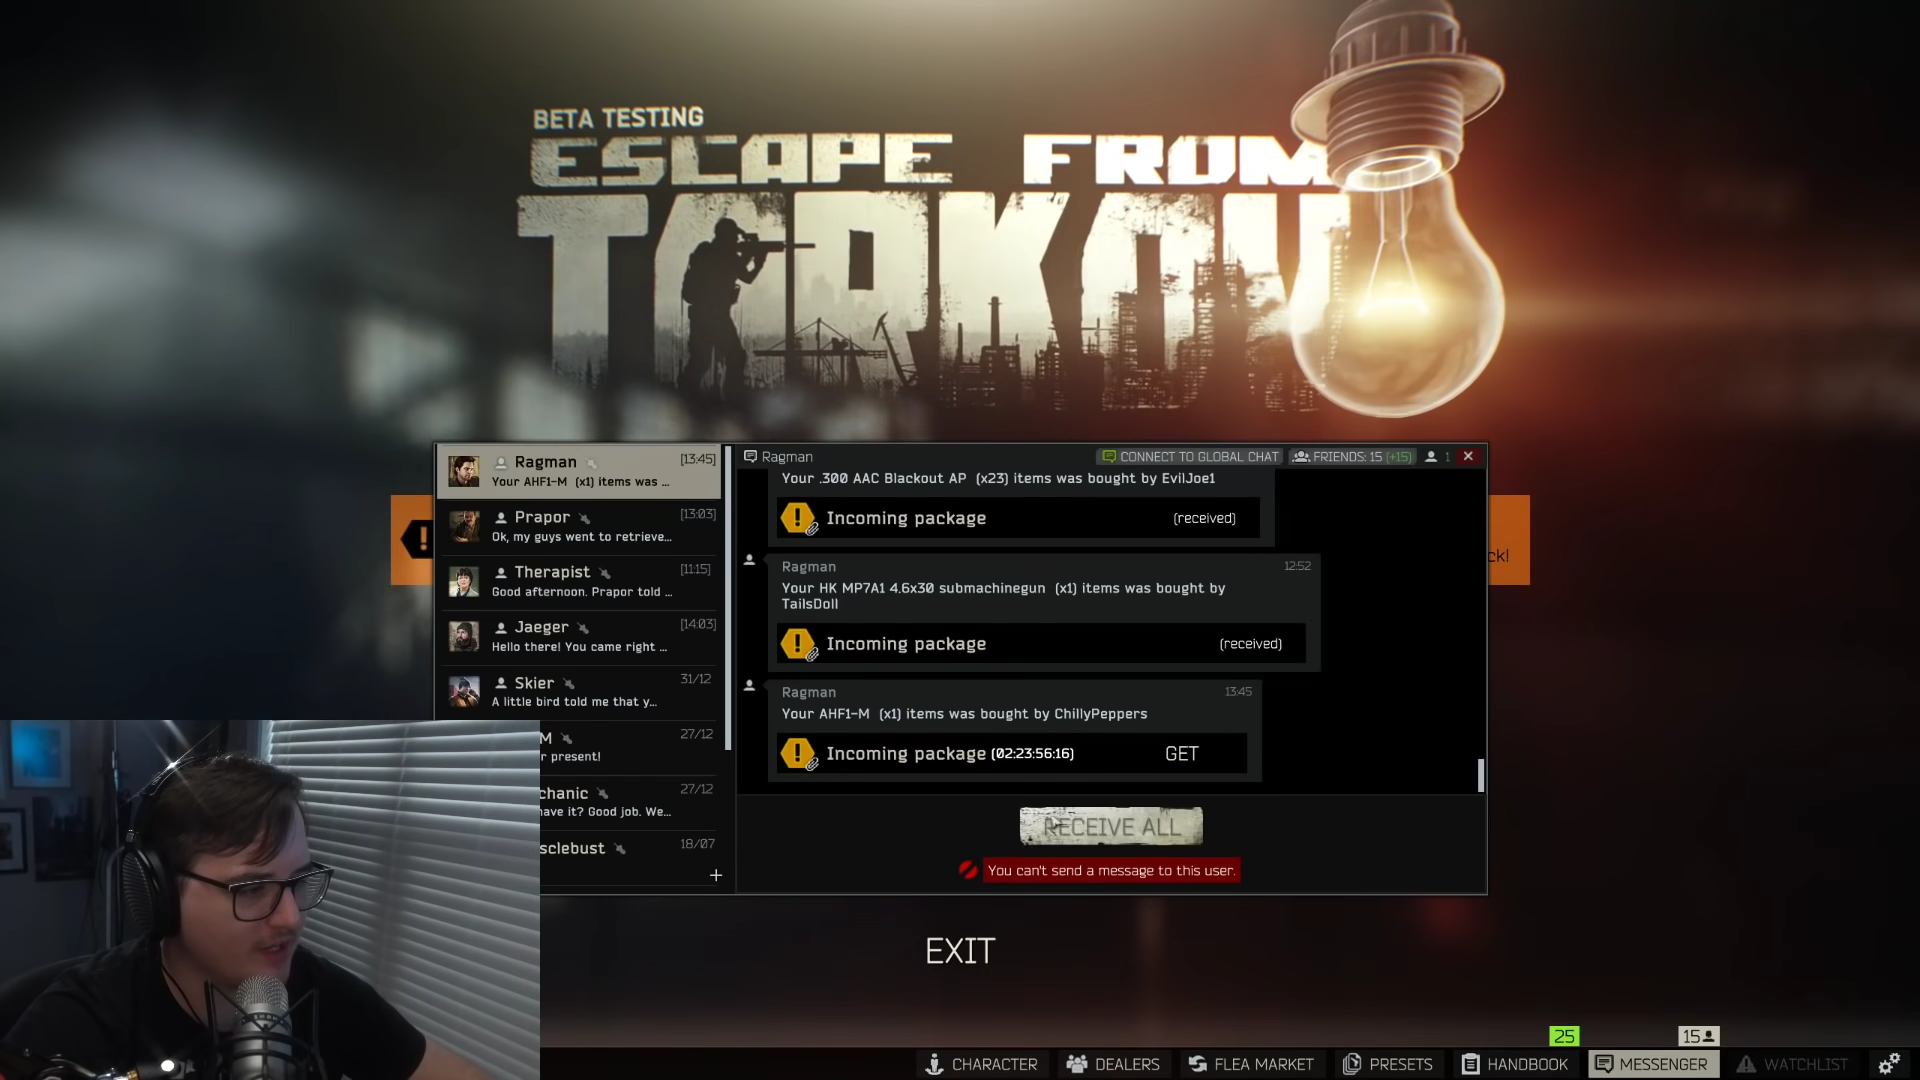 BETA TESTING
ESCAPE FROM
TARKOV
Ragman [13:45]
Your AHF1-M (x1) items was ...
Prapor [13:03]
Ok, my guys went to retrieve...
Therapist [11:15]
Good afternoon. Prapor told ...
Jaeger [14:03]
Hello there! You came right ...
Skier 31/12
A little bird told me that y...
M 27/12
r present!
chanic 27/12
have it? Good job. We...
sclebust 18/07
+
Ragman CONNECT TO GLOBAL CHAT FRIENDS: 15 (+15) 1
Your .300 AAC Blackout AP (x23) items was bought by EvilJoe1
Incoming package (received)
Ragman 12:52
Your HK MP7A1 4.6x30 submachinegun (x1) items was bought by
TailsDoll
Incoming package (received)
Ragman 13:45
Your AHF1-M (x1) items was bought by ChillyPeppers
Incoming package (02:23:56:16) GET
RECEIVE ALL
You can't send a message to this user.
ck!
EXIT
25 15
CHARACTER DEALERS FLEA MARKET PRESETS HANDBOOK MESSENGER WATCHLIST